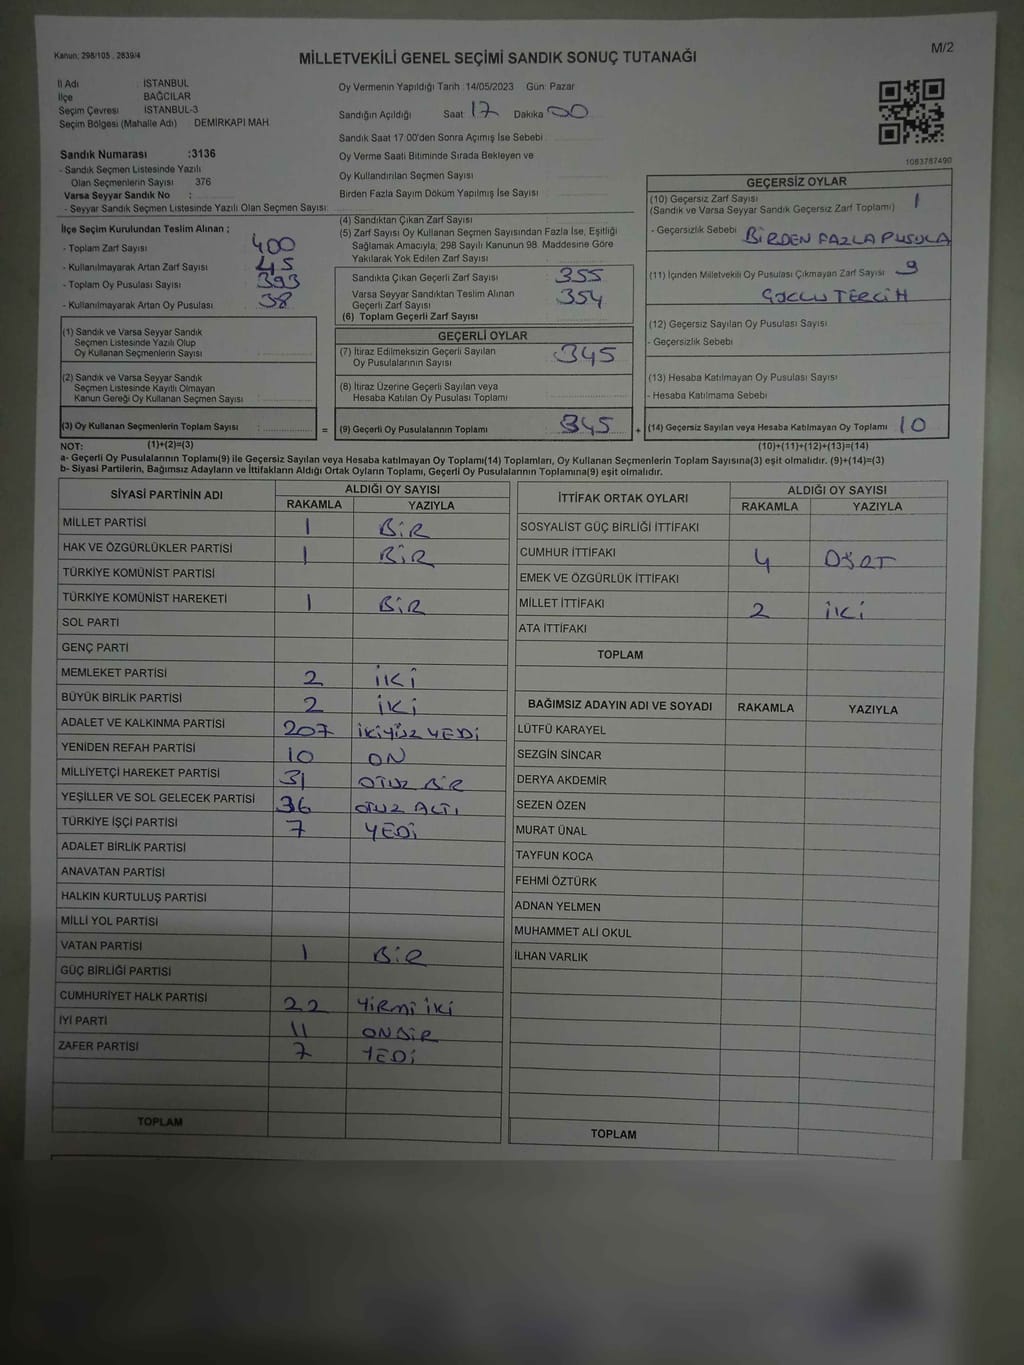 Kanun: 298/105 , 2839/4
MİLLETVEKİLİ GENEL SEÇİMİ SANDIK SONUÇ TUTANAĞI
M/2
İl Adı : İSTANBUL
İlçe : BAĞCILAR
Seçim Çevresi : İSTANBUL-3
Seçim Bölgesi (Mahalle Adı) : DEMİRKAPI MAH.
Sandık Numarası :3136
- Sandık Seçmen Listesinde Yazılı
Olan Seçmenlerin Sayısı : 376
Varsa Seyyar Sandık No :
- Seyyar Sandık Seçmen Listesinde Yazılı Olan Seçmen Sayısı:
Oy Vermenin Yapıldığı Tarih : 14/05/2023 Gün: Pazar
Sandığın Açıldığı Saat 17 Dakika 00
Sandık Saat 17:00'den Sonra Açımış İse Sebebi :
Oy Verme Saati Bitiminde Sırada Bekleyen ve
Oy Kullandırılan Seçmen Sayısı
Birden Fazla Sayım Döküm Yapılmış İse Sayısı
1063787490
İlçe Seçim Kurulundan Teslim Alınan ;
- Toplam Zarf Sayısı : 400
- Kullanılmayarak Artan Zarf Sayısı : 45
- Toplam Oy Pusulası Sayısı : 393
- Kullanılmayarak Artan Oy Pusulası : 38
(1) Sandık ve Varsa Seyyar Sandık
Seçmen Listesinde Yazılı Olup
Oy Kullanan Seçmenlerin Sayısı
(2) Sandık ve Varsa Seyyar Sandık
Seçmen Listesinde Kayıtlı Olmayan
Kanun Gereği Oy Kullanan Seçmen Sayısı
(3) Oy Kullanan Seçmenlerin Toplam Sayısı : =
(4) Sandıktan Çıkan Zarf Sayısı
(5) Zarf Sayısı Oy Kullanan Seçmen Sayısından Fazla İse, Eşitliği
Sağlamak Amacıyla, 298 Sayılı Kanunun 98. Maddesine Göre
Yakılarak Yok Edilen Zarf Sayısı
Sandıkta Çıkan Geçerli Zarf Sayısı : 355
Varsa Seyyar Sandıktan Teslim Alınan
Geçerli Zarf Sayısı : 354
(6) Toplam Geçerli Zarf Sayısı
GEÇERLİ OYLAR
(7) İtiraz Edilmeksizin Geçerli Sayılan
Oy Pusulalarının Sayısı : 345
(8) İtiraz Üzerine Geçerli Sayılan veya
Hesaba Katılan Oy Pusulası Toplamı
(9) Geçerli Oy Pusulalarının Toplamı : 345 +
GEÇERSİZ OYLAR
(10) Geçersiz Zarf Sayısı : 1
(Sandık ve Varsa Seyyar Sandık Geçersiz Zarf Toplamı)
- Geçersizlik Sebebi : BİRDEN FAZLA PUSULA
(11) İçinden Milletvekili Oy Pusulası Çıkmayan Zarf Sayısı : 9
TERCİH
(12) Geçersiz Sayılan Oy Pusulası Sayısı
- Geçersizlik Sebebi
(13) Hesaba Katılmayan Oy Pusulası Sayısı
- Hesaba Katılmama Sebebi
(14) Geçersiz Sayılan veya Hesaba Katılmayan Oy Toplamı : 10
NOT: (1)+(2)=(3) (10)+(11)+(12)+(13)=(14)
a- Geçerli Oy Pusulalarının Toplamı(9) ile Geçersiz Sayılan veya Hesaba katılmayan Oy Toplamı(14) Toplamları, Oy Kullanan Seçmenlerin Toplam Sayısına(3) eşit olmalıdır. (9)+(14)=(3)
b- Siyasi Partilerin, Bağımsız Adayların ve İttifakların Aldığı Ortak Oyların Toplamı, Geçerli Oy Pusulalarının Toplamına(9) eşit olmalıdır.
SİYASİ PARTİNİN ADI ALDIĞI OY SAYISI
RAKAMLA YAZIYLA
MİLLET PARTİSİ 1 BİR
HAK VE ÖZGÜRLÜKLER PARTİSİ 1 BİR
TÜRKİYE KOMÜNİST PARTİSİ
TÜRKİYE KOMÜNİST HAREKETİ 1 BİR
SOL PARTİ
GENÇ PARTİ
MEMLEKET PARTİSİ 2 İKİ
BÜYÜK BİRLİK PARTİSİ 2 İKİ
ADALET VE KALKINMA PARTİSİ 207 İKİYÜZ YEDİ
YENİDEN REFAH PARTİSİ 10 ON
MİLLİYETÇİ HAREKET PARTİSİ 31 OTUZ BİR
YEŞİLLER VE SOL GELECEK PARTİSİ 36 OTUZ ALTI
TÜRKİYE İŞÇİ PARTİSİ 7 YEDİ
ADALET BİRLİK PARTİSİ
ANAVATAN PARTİSİ
HALKIN KURTULUŞ PARTİSİ
MİLLİ YOL PARTİSİ
VATAN PARTİSİ 1 BİR
GÜÇ BİRLİĞİ PARTİSİ
CUMHURİYET HALK PARTİSİ 22 YİRMİ İKİ
İYİ PARTİ 11 ONBİR
ZAFER PARTİSİ 7 YEDİ
TOPLAM
İTTİFAK ORTAK OYLARI ALDIĞI OY SAYISI
RAKAMLA YAZIYLA
SOSYALİST GÜÇ BİRLİĞİ İTTİFAKI
CUMHUR İTTİFAKI 4 DÖRT
EMEK VE ÖZGÜRLÜK İTTİFAKI
MİLLET İTTİFAKI 2 İKİ
ATA İTTİFAKI
TOPLAM
BAĞIMSIZ ADAYIN ADI VE SOYADI RAKAMLA YAZIYLA
LÜTFÜ KARAYEL
SEZGİN SİNCAR
DERYA AKDEMİR
SEZEN ÖZEN
MURAT ÜNAL
TAYFUN KOCA
FEHMİ ÖZTÜRK
ADNAN YELMEN
MUHAMMET ALİ OKUL
İLHAN VARLIK
TOPLAM